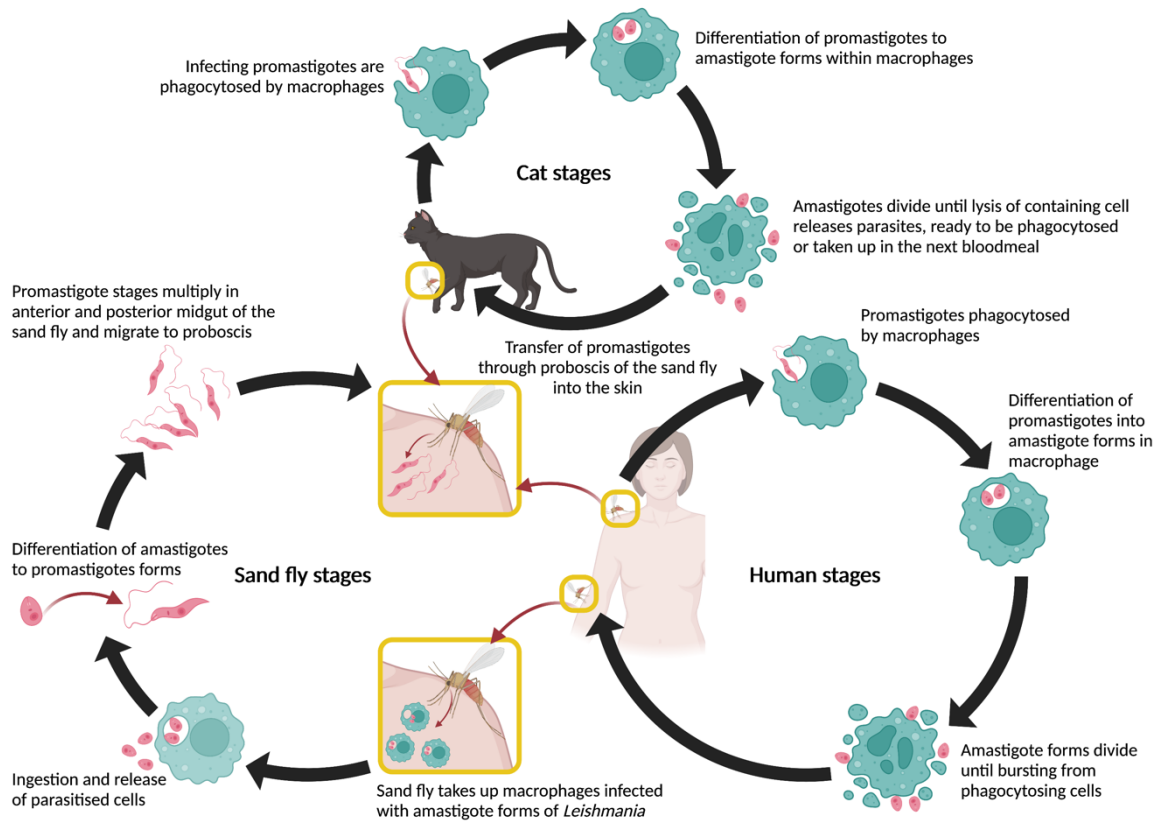 Infecting promastigotes are
phagocytosed by macrophages
Differentiation of promastigotes to
amastigote forms within macrophages
Cat stages
Amastigotes divide until lysis of containing cell
releases parasites, ready to be phagocytosed
or taken up in the next bloodmeal
Promastigote stages multiply in
anterior and posterior midgut of the
sand fly and migrate to proboscis
Transfer of promastigotes
through proboscis of the sand fly
into the skin
Promastigotes phagocytosed
by macrophages
Differentiation of
promastigotes into
amastigote forms in
macrophage
Differentiation of amastigotes
to promastigotes forms
Sand fly stages
Human stages
Ingestion and release
of parasitised cells
Sand fly takes up macrophages infected
with amastigote forms of Leishmania
Amastigote forms divide
until bursting from
phagocytosing cells